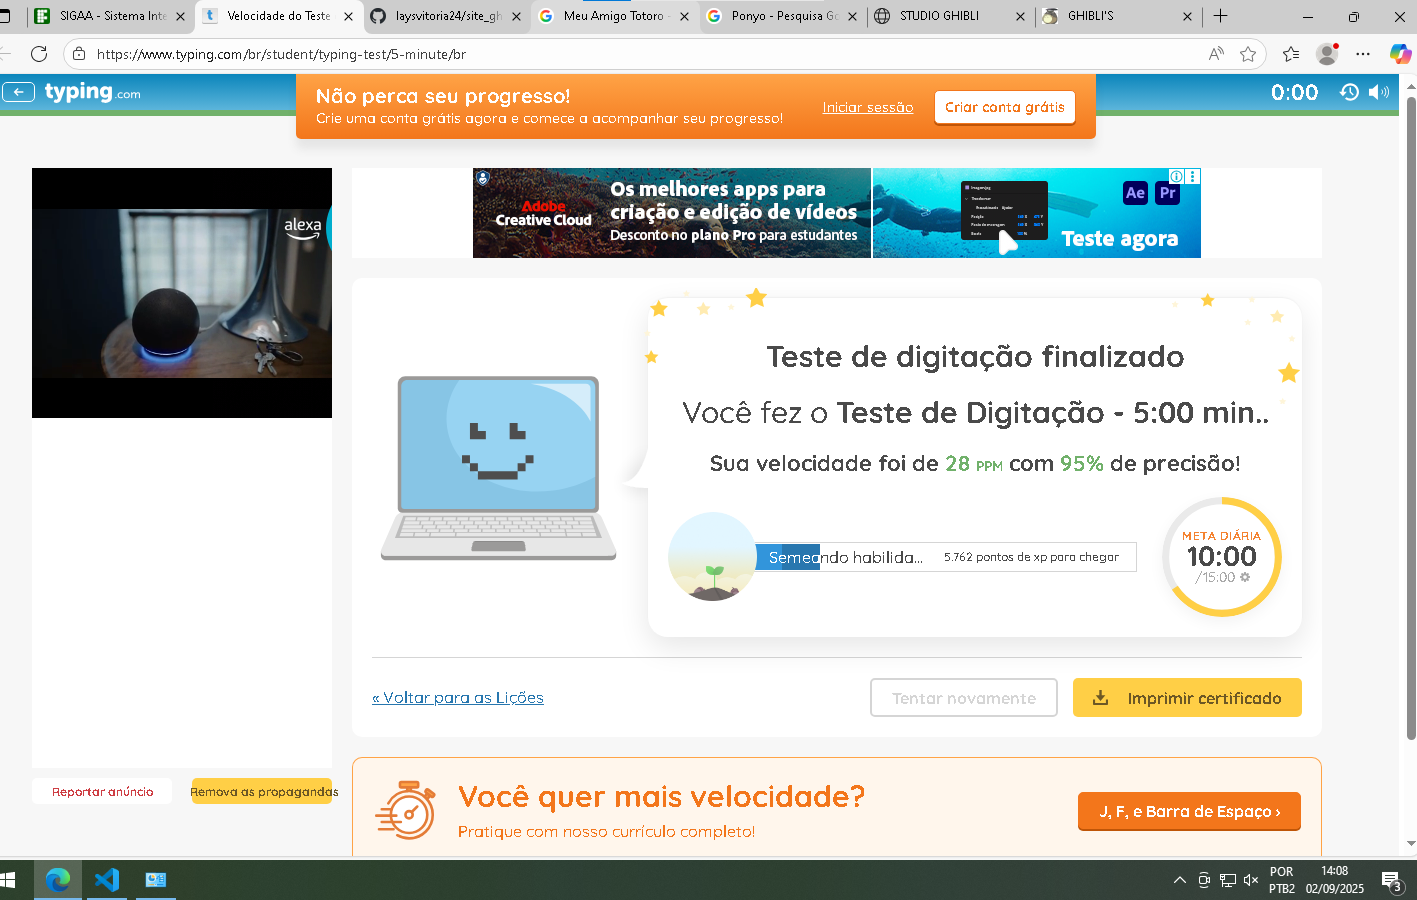 SIGAA - Sistema Inte
Velocidade do Teste
laysvitoria24/site_gh
Meu Amigo Totoro -
Ponyo - Pesquisa Go
STUDIO GHIBLI
GHIBLI'S
https://www.typing.com/br/student/typing-test/5-minute/br
typing.com
Não perca seu progresso!
Crie uma conta grátis agora e comece a acompanhar seu progresso!
Iniciar sessão
Criar conta grátis
0:00
alexa
Adobe
Creative Cloud
Os melhores apps para
criação e edição de vídeos
Desconto no plano Pro para estudantes
Ae
Pr
Teste agora
Teste de digitação finalizado
Você fez o Teste de Digitação - 5:00 min..
Sua velocidade foi de 28 PPM com 95% de precisão!
Semeando habilida...
5.762 pontos de xp para chegar
META DIÁRIA
10:00
/15:00
« Voltar para as Lições
Tentar novamente
Imprimir certificado
Reportar anúncio
Remova as propagandas
Você quer mais velocidade?
Pratique com nosso currículo completo!
J, F, e Barra de Espaço ›
POR
PTB2
14:08
02/09/2025
3